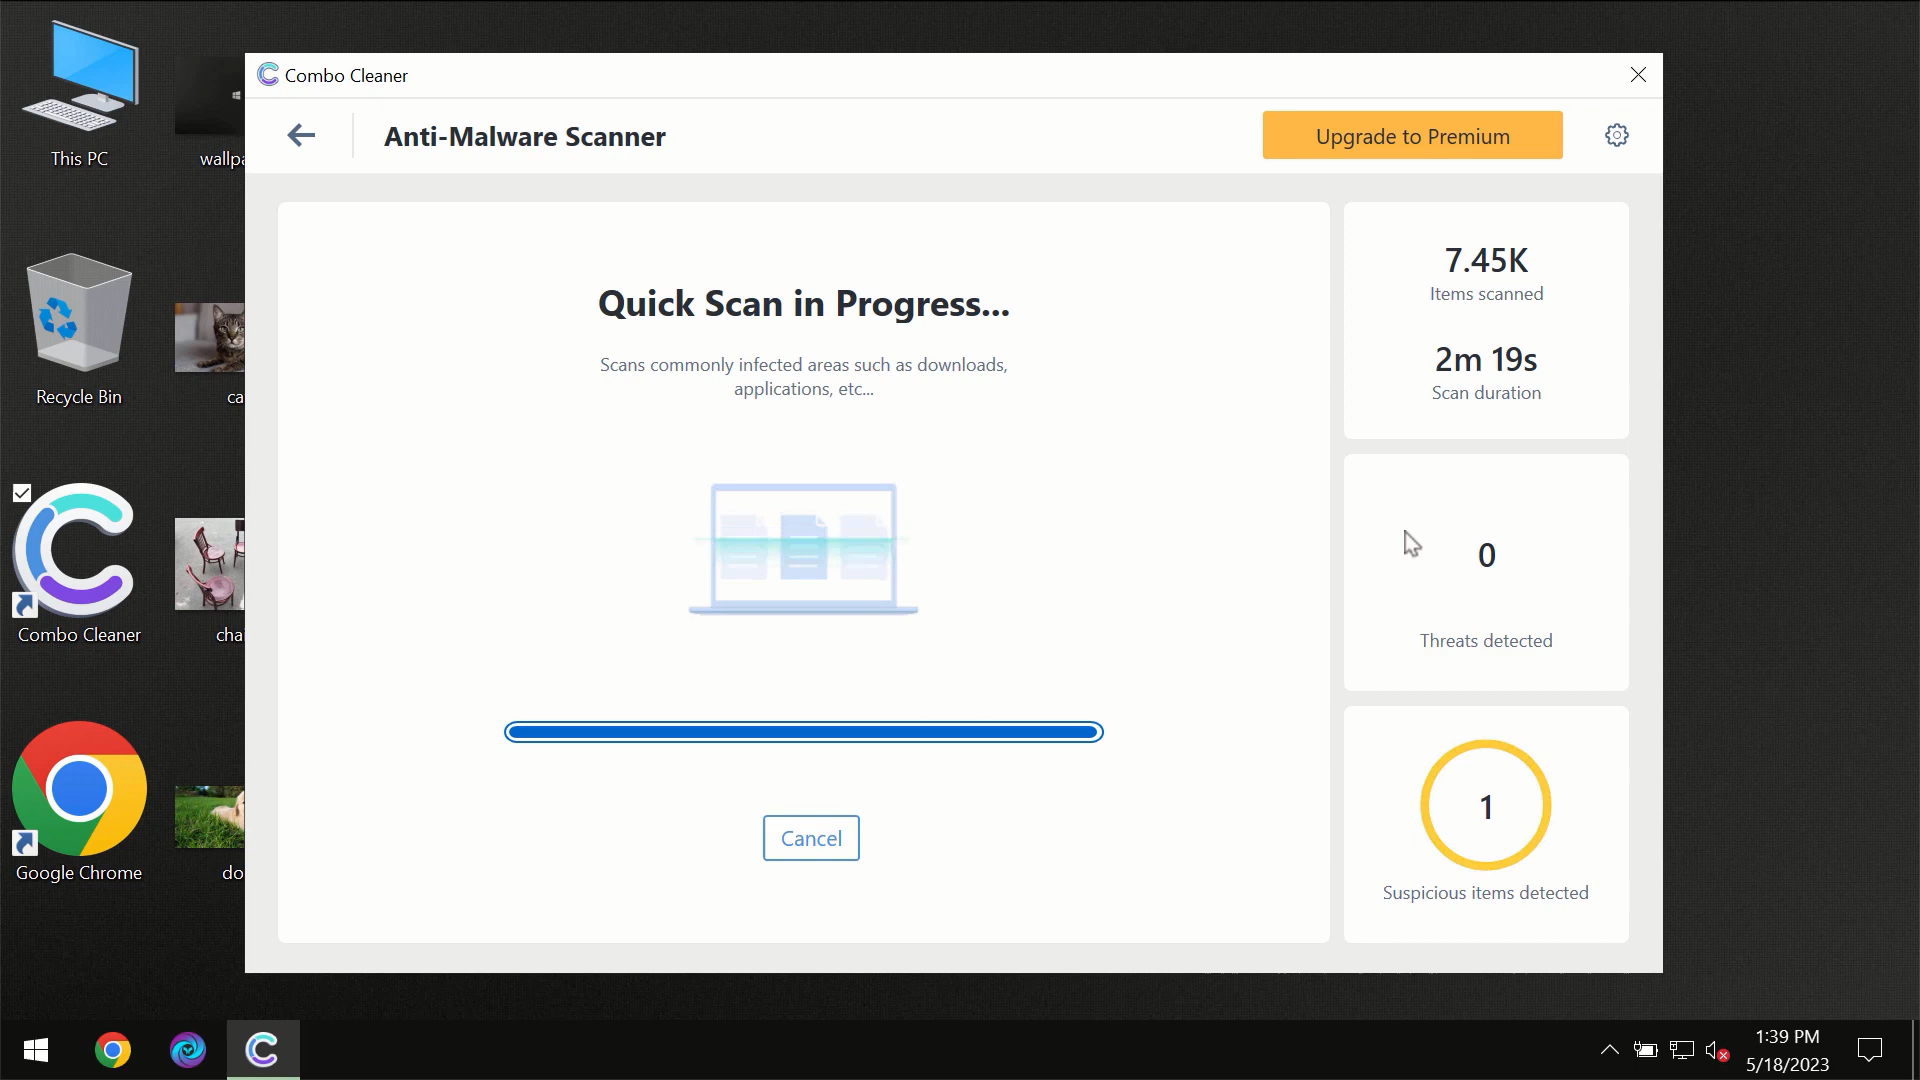 This PC
wallpa
Recycle Bin
ca
Combo Cleaner
cha
Google Chrome
do
Combo Cleaner
Anti-Malware Scanner
Upgrade to Premium
Quick Scan in Progress...
Scans commonly infected areas such as downloads,
applications, etc...
Cancel
7.45K
Items scanned
2m 19s
Scan duration
0
Threats detected
1
Suspicious items detected
1:39 PM
5/18/2023